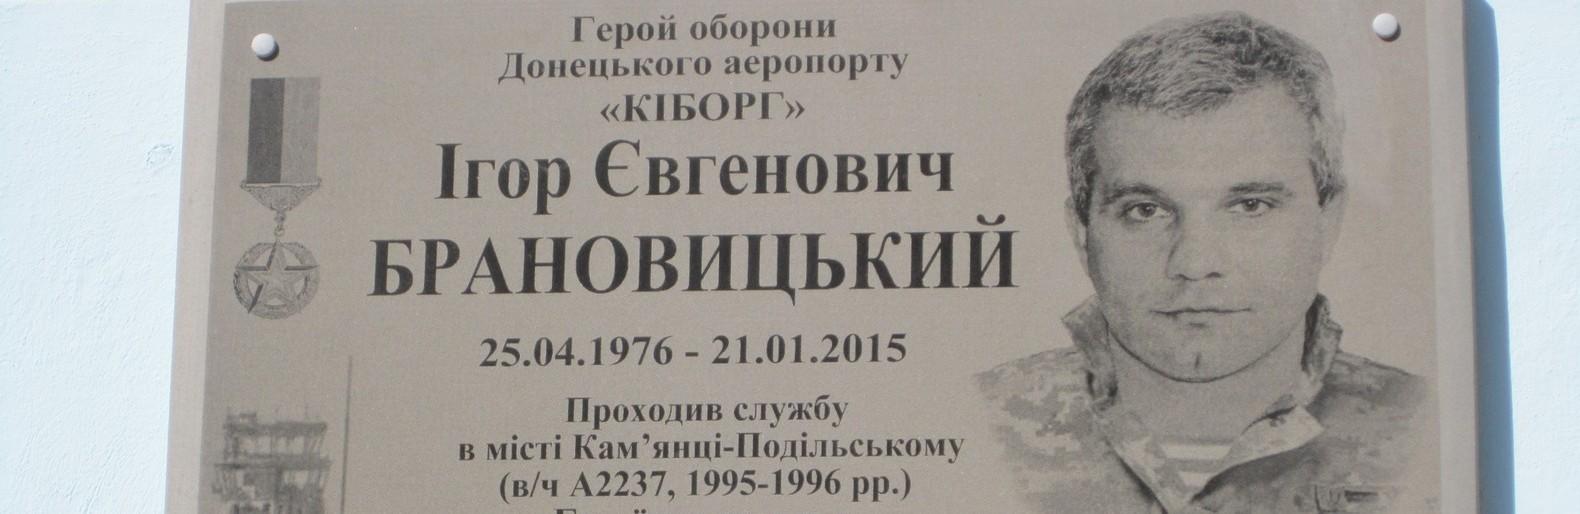 Герой оборони
Донецького аеропорту
«КІБОРГ»
Ігор Євгенович
БРАНОВИЦЬКИЙ
25.04.1976 - 21.01.2015
Проходив службу
в місті Кам’янці-Подільському
(в/ч А2237, 1995-1996 рр.)